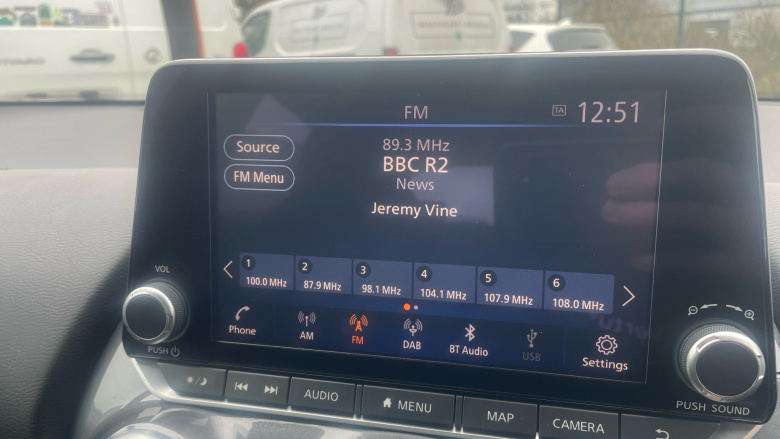 FM
TA 12:51
Source
FM Menu
89.3 MHz
BBC R2
News
Jeremy Vine
1 100.0 MHz
2 87.9 MHz
3 98.1 MHz
4 104.1 MHz
5 107.9 MHz
6 108.0 MHz
Phone
AM
FM
DAB
BT Audio
USB
Settings
VOL
PUSH
PUSH SOUND
AUDIO
MENU
MAP
CAMERA